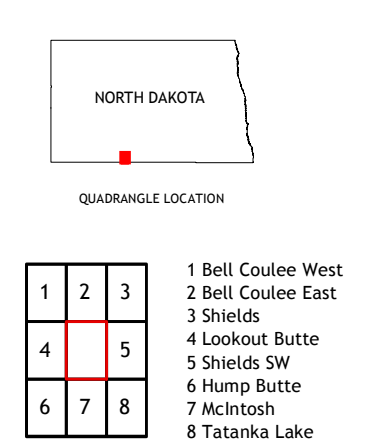 NORTH DAKOTA
QUADRANGLE LOCATION
1 2 3
4 5
6 7 8
1 Bell Coulee West
2 Bell Coulee East
3 Shields
4 Lookout Butte
5 Shields SW
6 Hump Butte
7 McIntosh
8 Tatanka Lake